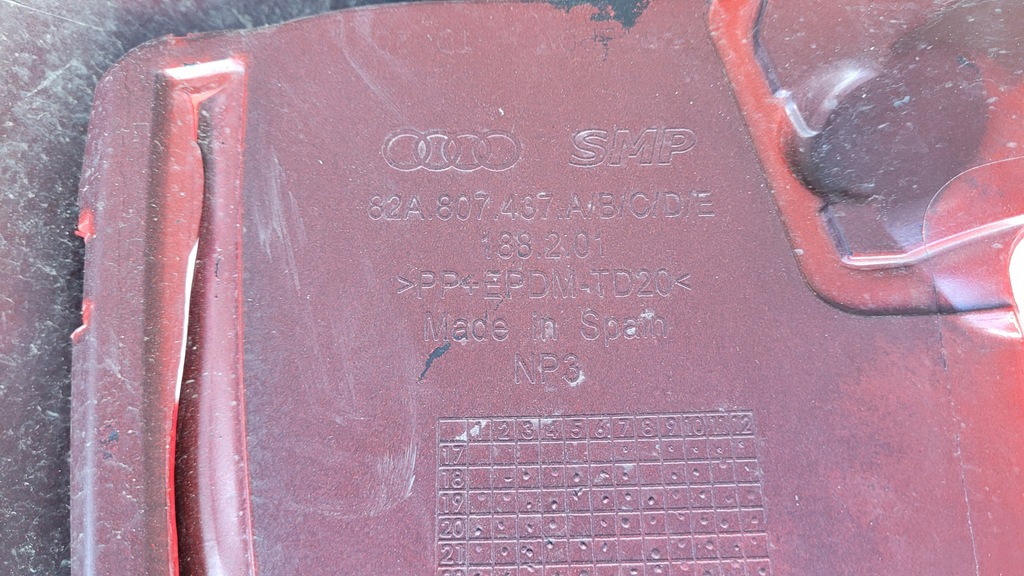 SMP
82A.807.437.A/B/C/D/E
188.2.01
>PP+EPDM-TD20<
Made in Spain
NP3
1 2 3 4 5 6 7 8 9 10 11 12
17
18
19
20
21